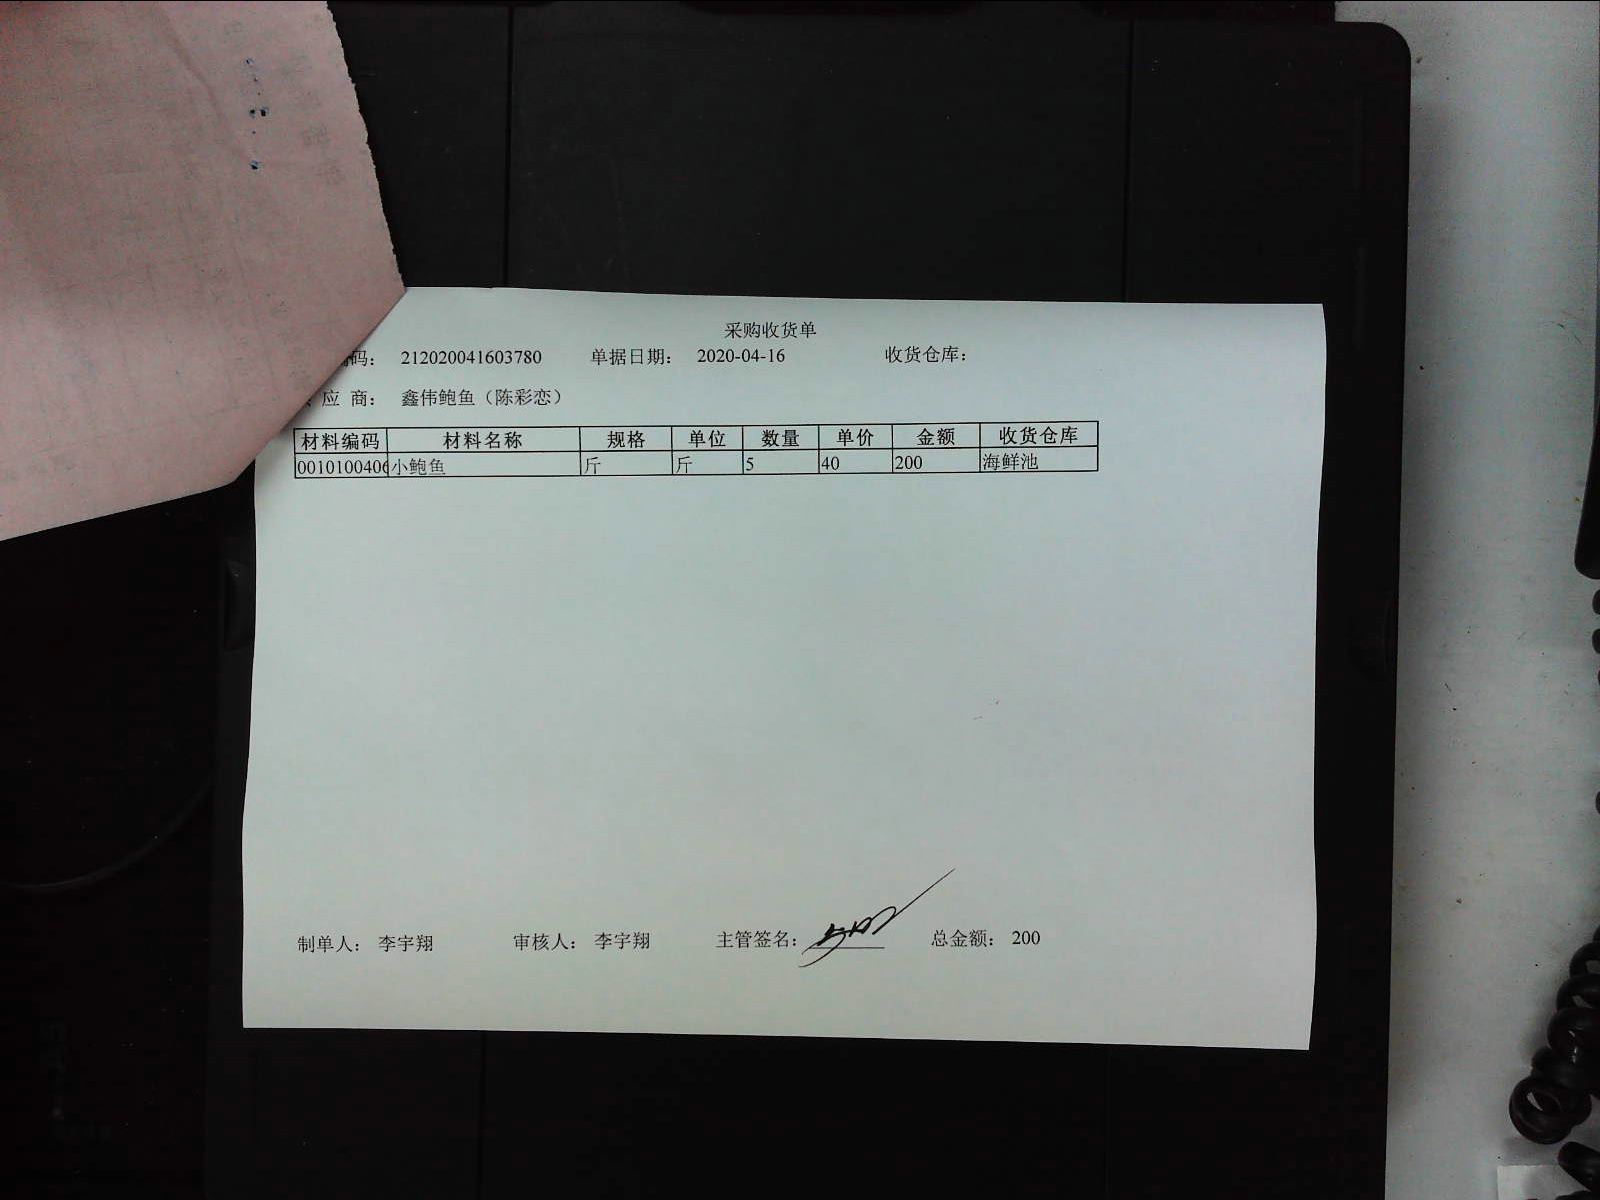 采购收货单
码： 212020041603780 单据日期： 2020-04-16 收货仓库：
应 商： 鑫伟鲍鱼（陈彩恋）
材料编码 材料名称 规格 单位 数量 单价 金额 收货仓库
0010100406 小鲍鱼 斤 斤 5 40 200 海鲜池
制单人： 李宇翔 审核人： 李宇翔 主管签名： 总金额： 200